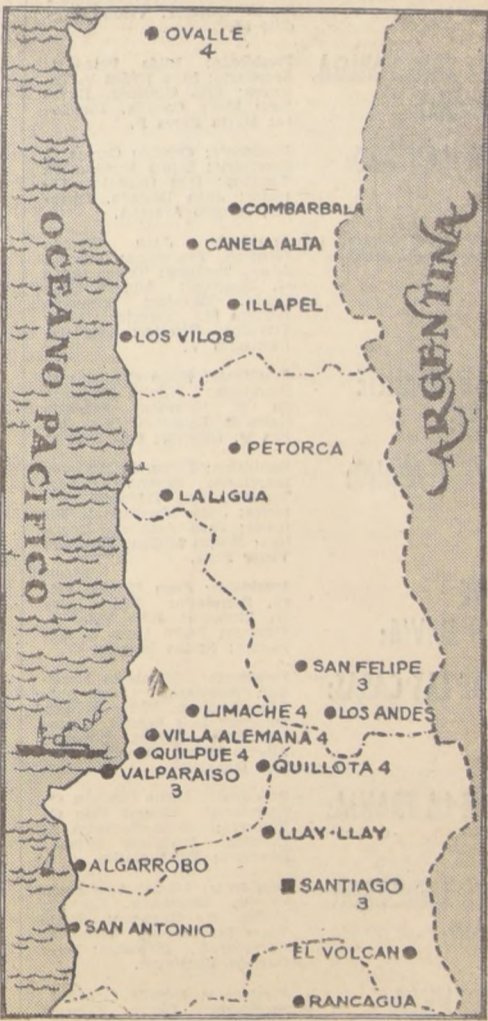 OVALLE
4
COMBARBALA
CANELA ALTA
ILLAPEL
LOS VILOS
OCEANO PACIFICO
ARGENTINA
PETORCA
LA LIGUA
SAN FELIPE
3
LIMACHE 4
LOS ANDES
VILLA ALEMANA 4
QUILPUE 4
QUILLOTA 4
VALPARAISO
3
LLAY-LLAY
ALGARROBO
SANTIAGO
3
SAN ANTONIO
EL VOLCAN
RANCAGUA